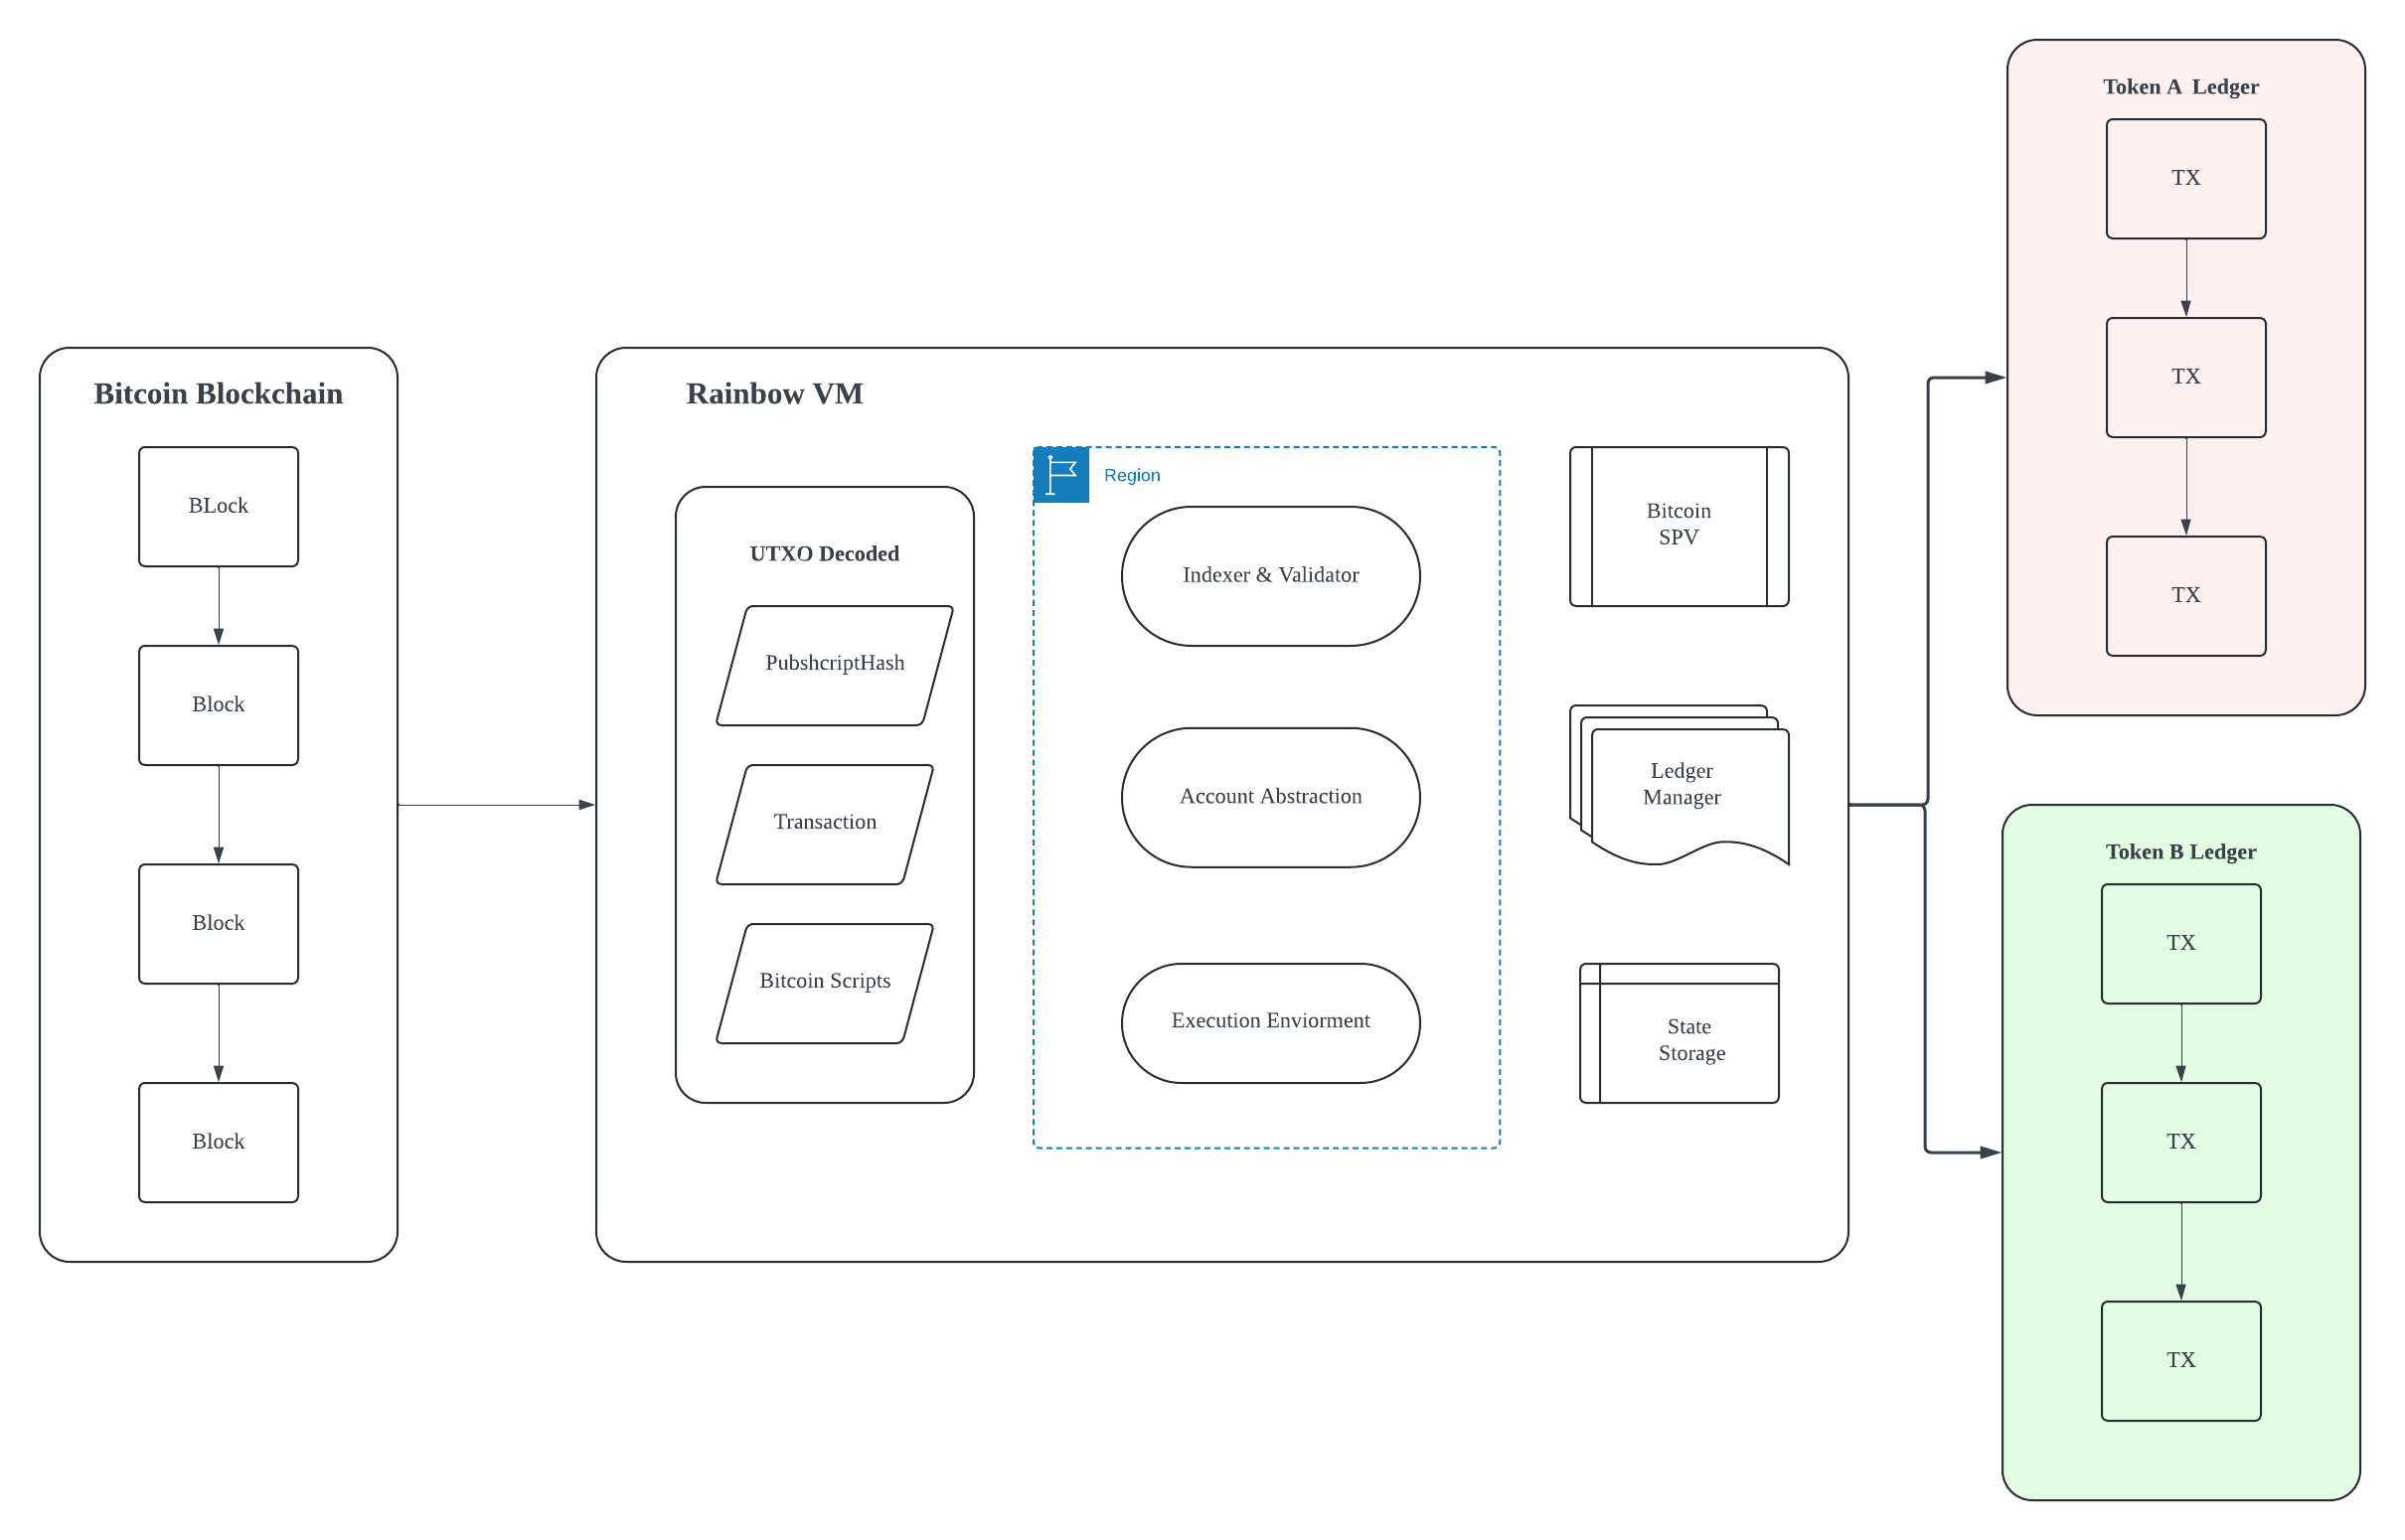 Bitcoin Blockchain
BLock
Block
Block
Block
Rainbow VM
UTXO Decoded
PubshcriptHash
Transaction
Bitcoin Scripts
Region
Indexer & Validator
Account Abstraction
Execution Enviorment
Bitcoin
SPV
Ledger
Manager
State
Storage
Token A  Ledger
TX
TX
TX
Token B Ledger
TX
TX
TX